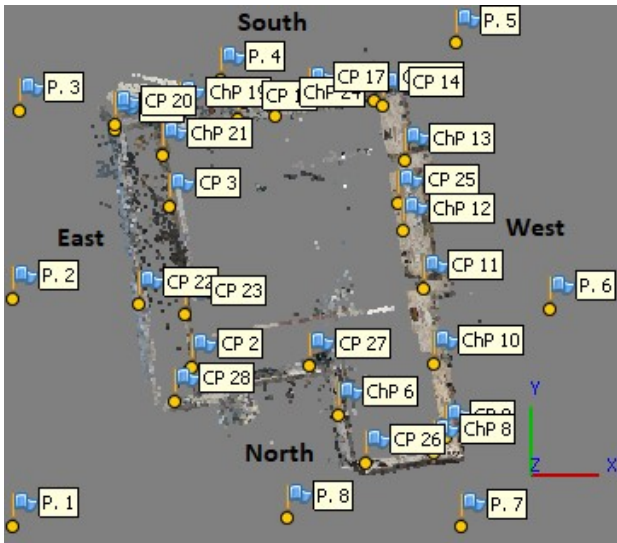 South
P. 5
P. 4
P. 3
CP 17
CP 14
ChP 19
CP 20
ChP 21
ChP 13
CP 3
CP 25
ChP 12
West
East
CP 11
P. 2
CP 22
CP 23
P. 6
CP 2
CP 27
ChP 10
CP 28
ChP 6
Y
ChP 8
CP 26
North
Z
X
P. 1
P. 8
P. 7